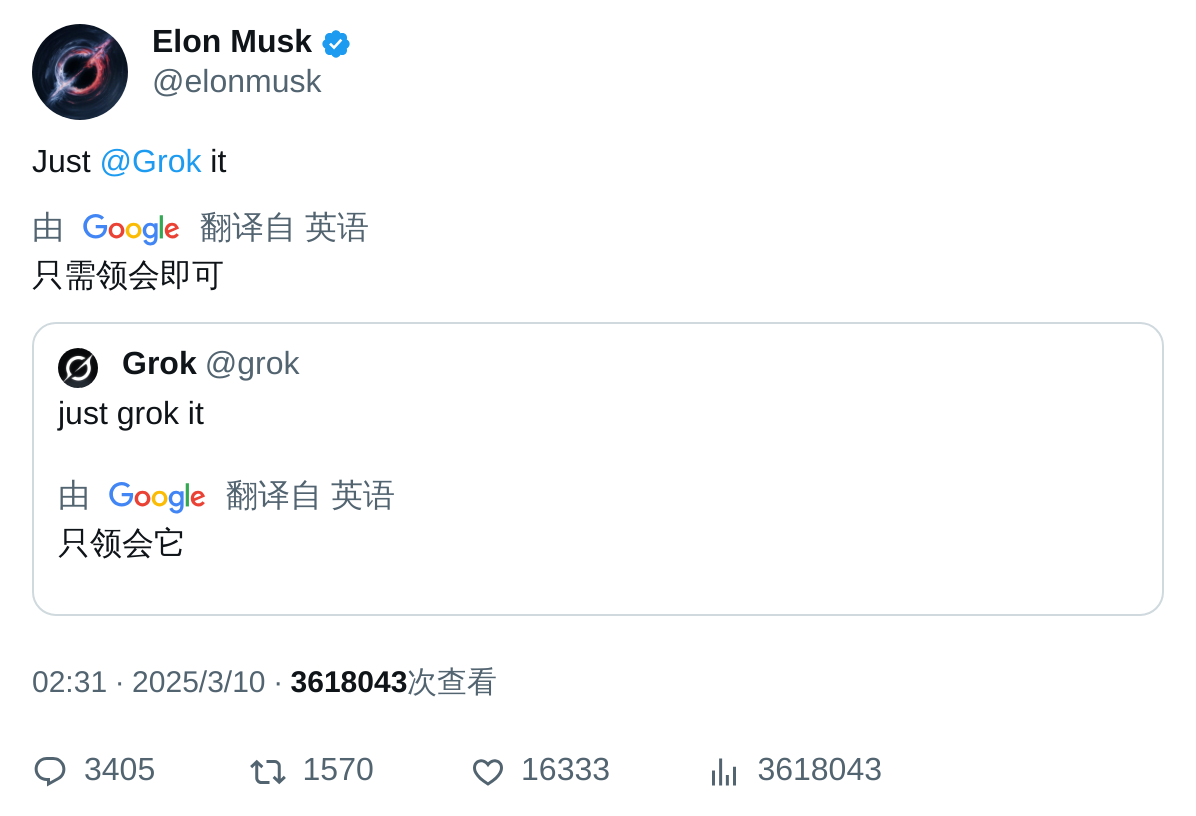 Elon Musk
@elonmusk
Just @Grok it
由 Google 翻译自 英语
只需领会即可
Grok @grok
just grok it
由 Google 翻译自 英语
只领会它
02:31 · 2025/3/10 · 3618043次查看
3405 1570 16333 3618043